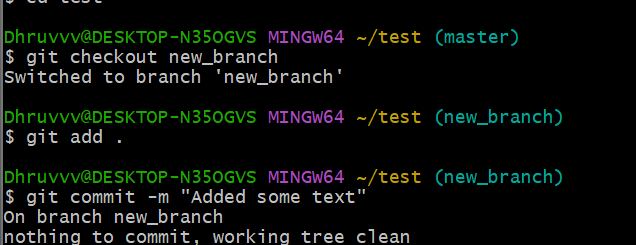 $ cd test
Dhruvvv@DESKTOP-N35OGVS MINGW64 ~/test (master)
$ git checkout new_branch
Switched to branch 'new_branch'
Dhruvvv@DESKTOP-N35OGVS MINGW64 ~/test (new_branch)
$ git add .
Dhruvvv@DESKTOP-N35OGVS MINGW64 ~/test (new_branch)
$ git commit -m "Added some text"
On branch new_branch
nothing to commit, working tree clean